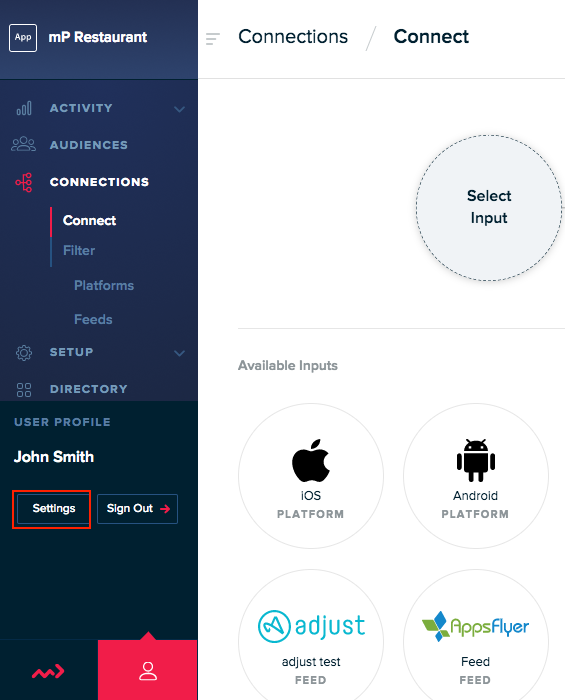 App
mP Restaurant
ACTIVITY
AUDIENCES
CONNECTIONS
Connect
Filter
Platforms
Feeds
SETUP
DIRECTORY
USER PROFILE
John Smith
Settings
Sign Out
Connections / Connect
Select
Input
Available Inputs
iOS
PLATFORM
Android
PLATFORM
adjust
adjust test
FEED
AppsFlyer
Feed
FEED